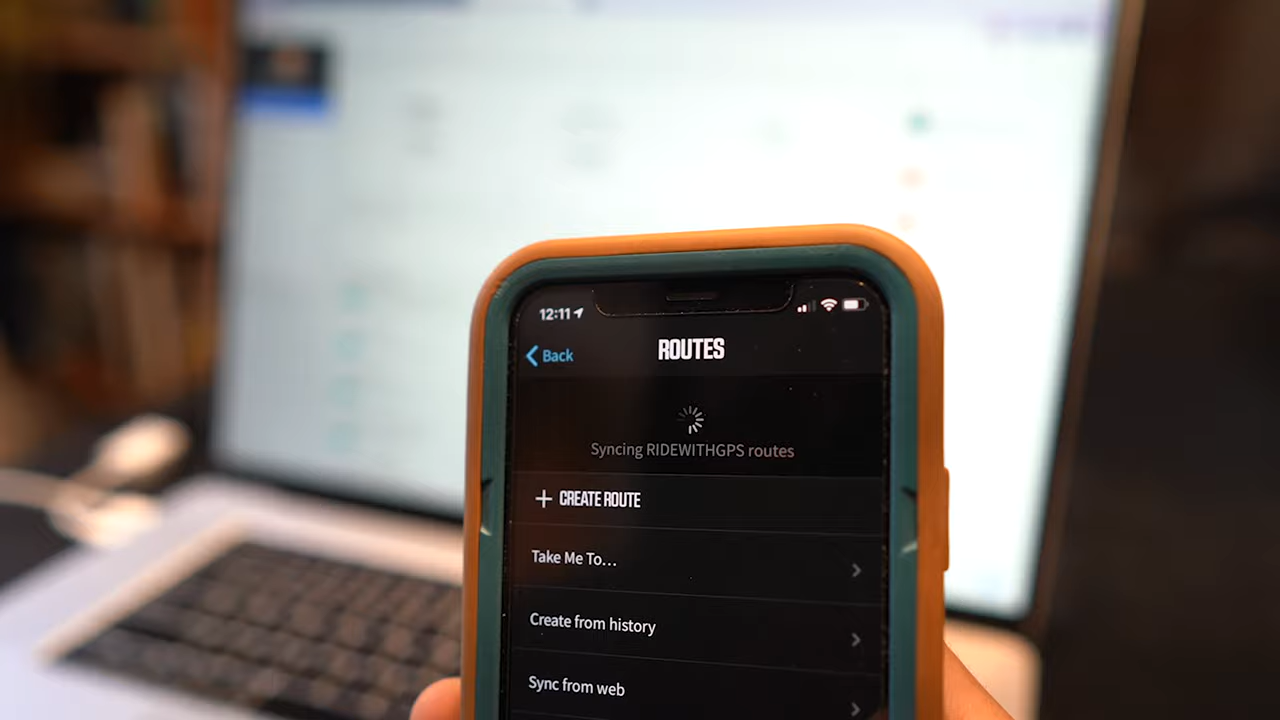 12:11
Back
ROUTES
Syncing RIDEWITHGPS routes
+ CREATE ROUTE
Take Me To...
Create from history
Sync from web